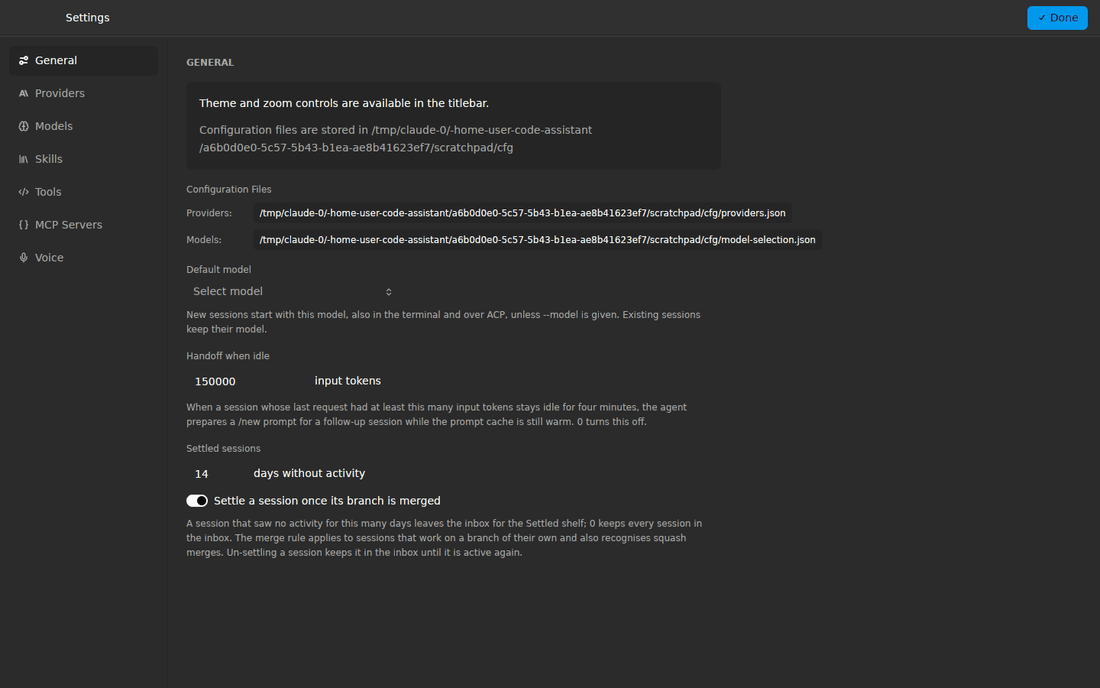 Settings
✓ Done
General
Providers
Models
Skills
Tools
MCP Servers
Voice
GENERAL
Theme and zoom controls are available in the titlebar.
Configuration files are stored in /tmp/claude-0/-home-user-code-assistant
/a6b0d0e0-5c57-5b43-b1ea-ae8b41623ef7/scratchpad/cfg
Configuration Files
Providers: /tmp/claude-0/-home-user-code-assistant/a6b0d0e0-5c57-5b43-b1ea-ae8b41623ef7/scratchpad/cfg/providers.json
Models: /tmp/claude-0/-home-user-code-assistant/a6b0d0e0-5c57-5b43-b1ea-ae8b41623ef7/scratchpad/cfg/model-selection.json
Default model
Select model
New sessions start with this model, also in the terminal and over ACP, unless --model is given. Existing sessions
keep their model.
Handoff when idle
150000 input tokens
When a session whose last request had at least this many input tokens stays idle for four minutes, the agent
prepares a /new prompt for a follow-up session while the prompt cache is still warm. 0 turns this off.
Settled sessions
14 days without activity
Settle a session once its branch is merged
A session that saw no activity for this many days leaves the inbox for the Settled shelf; 0 keeps every session in
the inbox. The merge rule applies to sessions that work on a branch of their own and also recognises squash
merges. Un-settling a session keeps it in the inbox until it is active again.